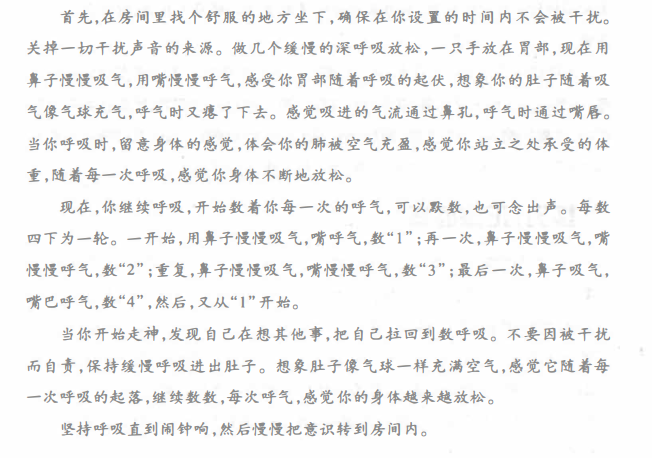 首先,在房间里找个舒服的地方坐下,确保在你设置的时间内不会被干扰。
关掉一切干扰声音的来源。做几个缓慢的深呼吸放松,一只手放在胃部,现在用
鼻子慢慢吸气,用嘴慢慢呼气,感受你胃部随着呼吸的起伏,想象你的肚子随着吸
气像气球充气,呼气时又瘪了下去。感觉吸进的气流通过鼻孔,呼气时通过嘴唇。
当你呼吸时,留意身体的感觉,体会你的肺被空气充盈,感觉你站立之处承受的体
重,随着每一次呼吸,感觉你身体不断地放松。
现在,你继续呼吸,开始数着你每一次的呼气,可以默数,也可念出声。每数
四下为一轮。一开始,用鼻子慢慢吸气,嘴呼气,数“1”;再一次,鼻子慢慢吸气,嘴
慢慢呼气,数“2”;重复,鼻子慢慢吸气,嘴慢慢呼气,数“3”;最后一次,鼻子吸气,
嘴巴呼气,数“4”,然后,又从“1”开始。
当你开始走神,发现自己在想其他事,把自己拉回到数呼吸。不要因被干扰
而自责,保持缓慢呼吸进出肚子。想象肚子像气球一样充满空气,感觉它随着每
一次呼吸的起落,继续数数,每次呼气,感觉你的身体越来越放松。
坚持呼吸直到闹钟响,然后慢慢把意识转到房间内。